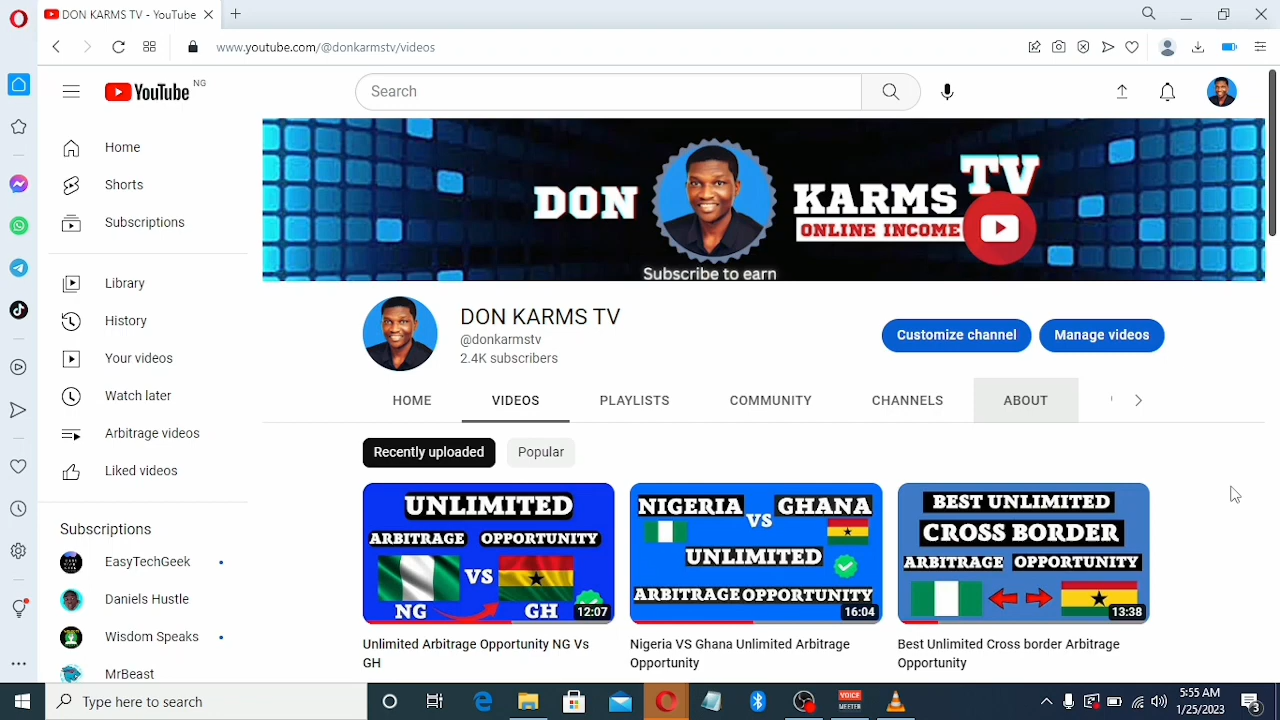 DON KARMS TV - YouTube
www.youtube.com/@donkarmstv/videos
YouTube NG
Search
Home
Shorts
Subscriptions
Library
History
Your videos
Watch later
Arbitrage videos
Liked videos
Subscriptions
EasyTechGeek
Daniels Hustle
Wisdom Speaks
MrBeast
DON KARMS TV
ONLINE INCOME
Subscribe to earn
DON KARMS TV
@donkarmstv
2.4K subscribers
Customize channel
Manage videos
HOME VIDEOS PLAYLISTS COMMUNITY CHANNELS ABOUT
Recently uploaded Popular
UNLIMITED
ARBITRAGE OPPORTUNITY
VS
NG GH
12:07
Unlimited Arbitrage Opportunity NG Vs
GH
NIGERIA VS GHANA
UNLIMITED
ARBITRAGE OPPORTUNITY
16:04
Nigeria VS Ghana Unlimited Arbitrage
Opportunity
BEST UNLIMITED
CROSS BORDER
ARBITRAGE OPPORTUNITY
13:38
Best Unlimited Cross border Arbitrage
Opportunity
Type here to search
VOICE
MEETER
5:55 AM
1/25/2023
3